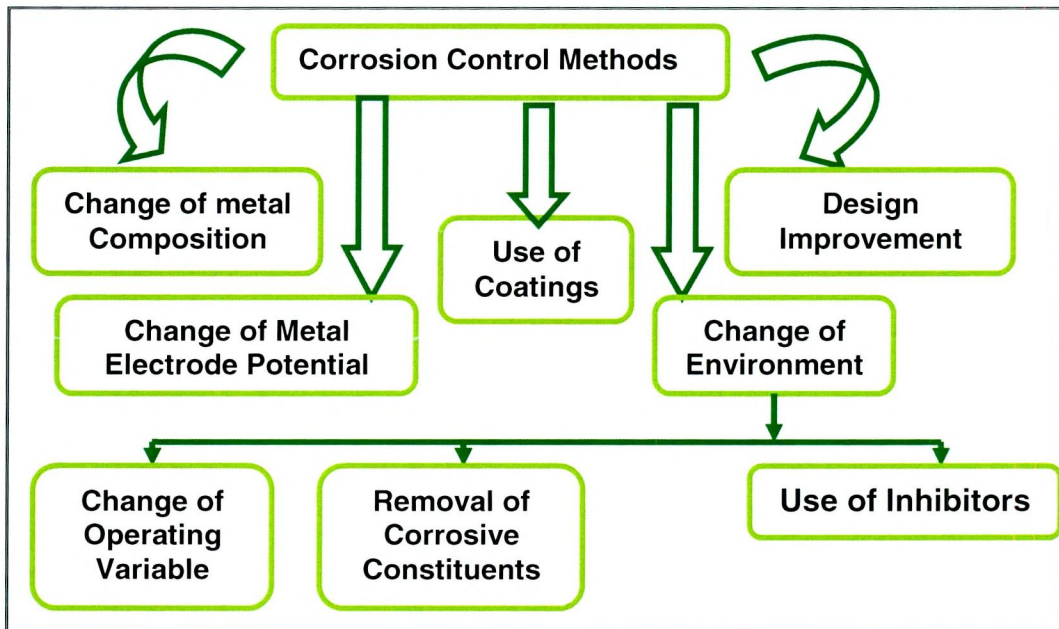 Corrosion Control Methods
Change of metal
Composition
Design
Improvement
Use of
Coatings
Change of Metal
Electrode Potential
Change of
Environment
Change of
Operating
Variable
Removal of
Corrosive
Constituents
Use of Inhibitors